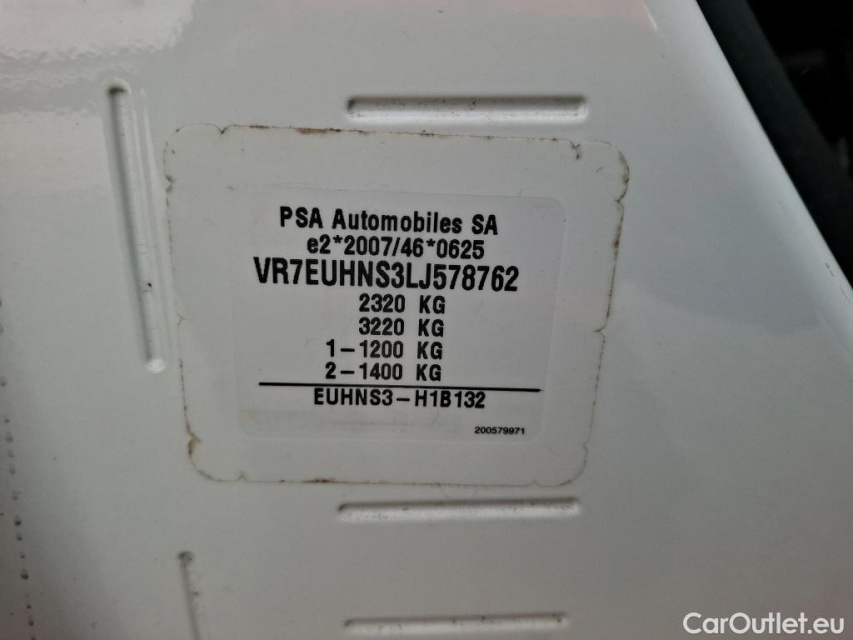 PSA Automobiles SA
e2*2007/46*0625
VR7EUHNS3LJ578762
2320 KG
3220 KG
1-1200 KG
2-1400 KG
EUHNS3-H1B132
200579971
CarOutlet.eu